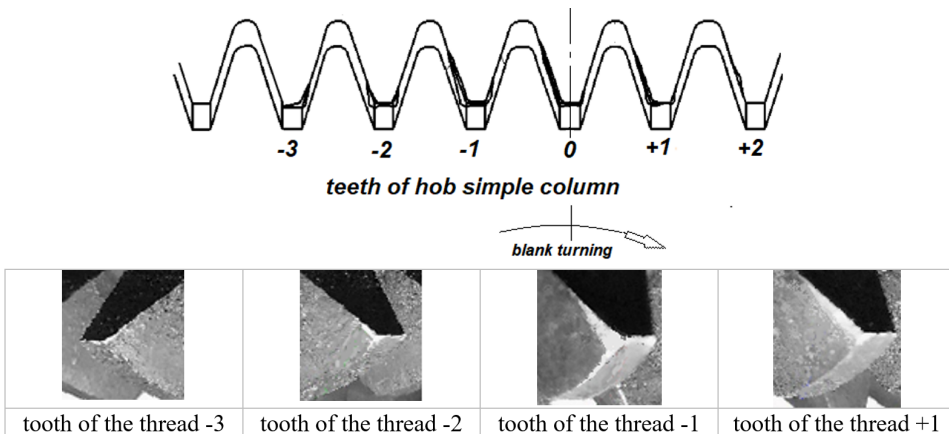 -3 -2 -1 0 +1 +2
teeth of hob simple column
blank turning
tooth of the thread -3
tooth of the thread -2
tooth of the thread -1
tooth of the thread +1